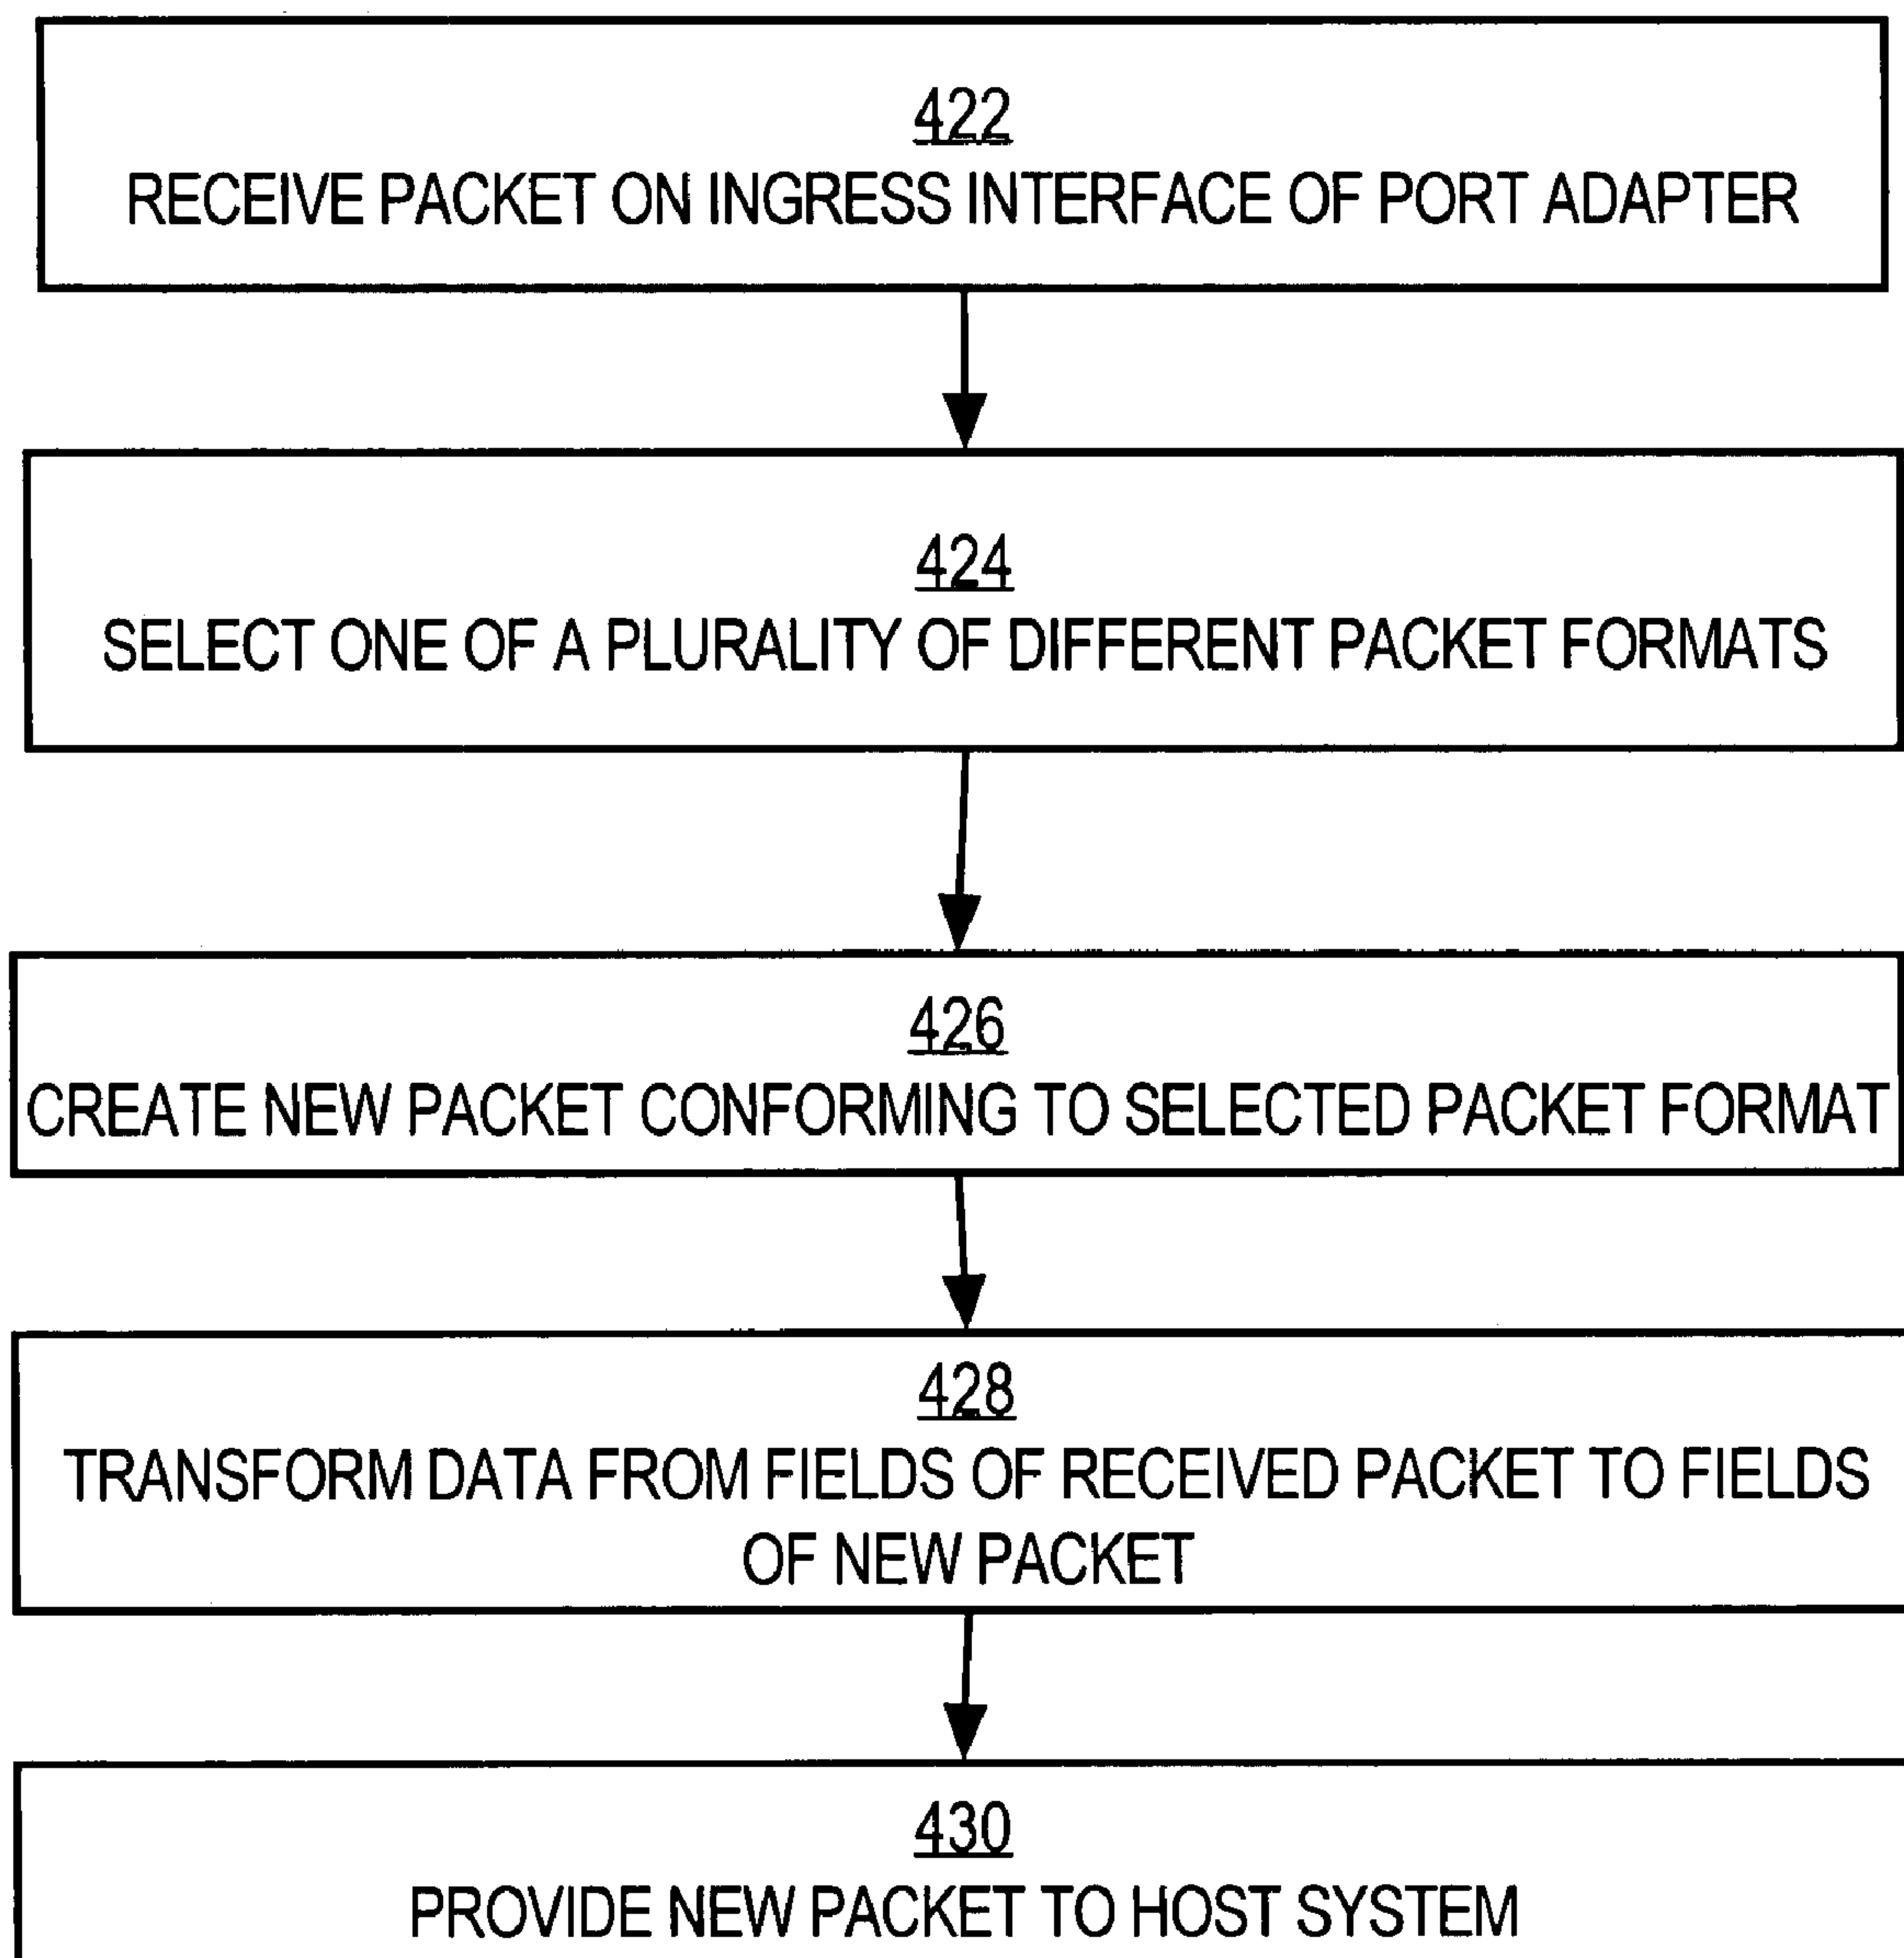 422
RECEIVE PACKET ON INGRESS INTERFACE OF PORT ADAPTER
424
SELECT ONE OF A PLURALITY OF DIFFERENT PACKET FORMATS
426
CREATE NEW PACKET CONFORMING TO SELECTED PACKET FORMAT
428
TRANSFORM DATA FROM FIELDS OF RECEIVED PACKET TO FIELDS
OF NEW PACKET
430
PROVIDE NEW PACKET TO HOST SYSTEM